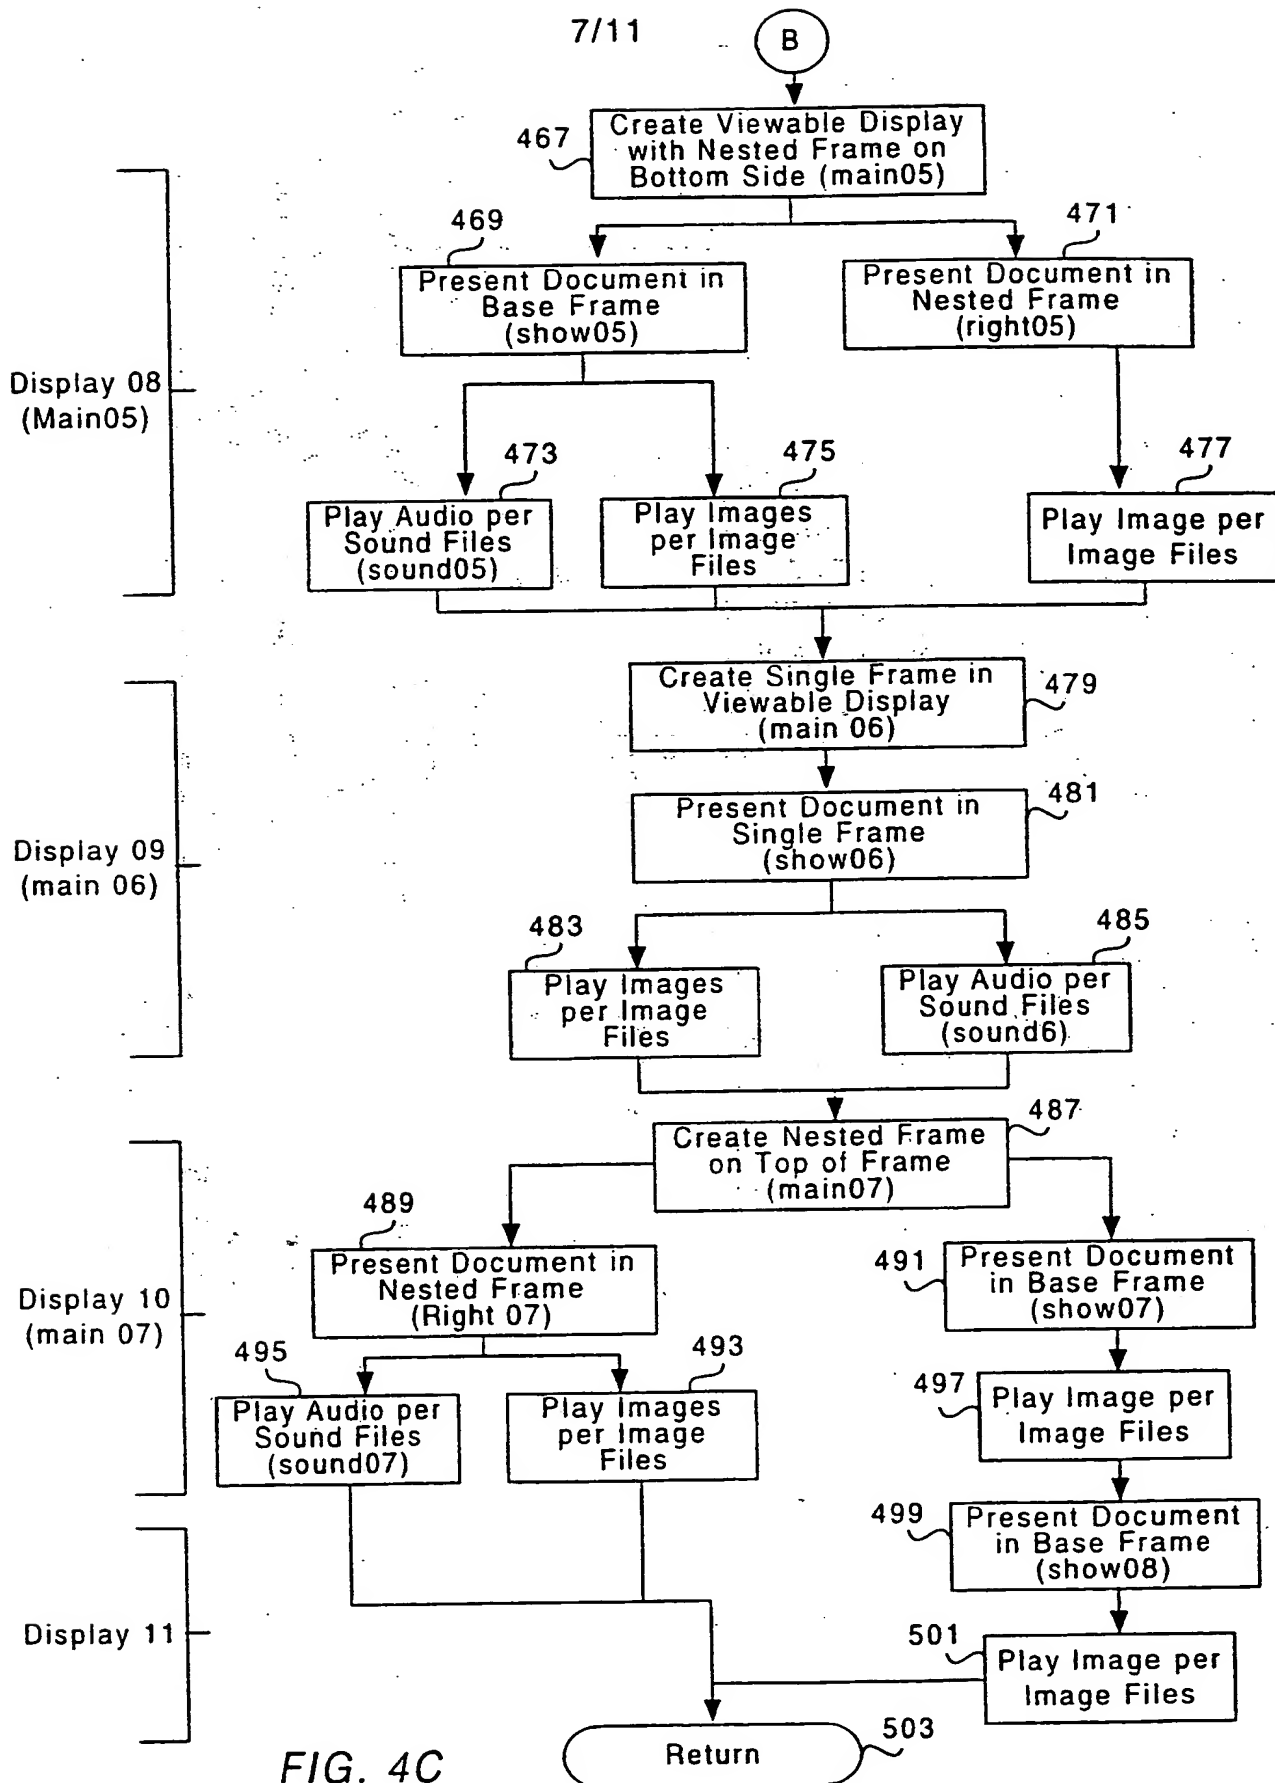 7/11
B
467
Create Viewable Display
with Nested Frame on
Bottom Side (main05)
469
471
Present Document in
Base Frame
(show05)
Present Document in
Nested Frame
(right05)
Display 08
(Main05)
473
475
477
Play Audio per
Sound Files
(sound05)
Play Images
per Image
Files
Play Image per
Image Files
Create Single Frame in
Viewable Display
(main 06)
479
Present Document in
Single Frame
(show06)
481
Display 09
(main 06)
483
485
Play Images
per Image
Files
Play Audio per
Sound Files
(sound6)
487
Create Nested Frame
on Top of Frame
(main07)
489
Present Document in
Nested Frame
(Right 07)
491
Present Document
in Base Frame
(show07)
Display 10
(main 07)
495
493
497
Play Audio per
Sound Files
(sound07)
Play Images
per Image
Files
Play Image per
Image Files
499
Present Document
in Base Frame
(show08)
Display 11
501
Play Image per
Image Files
503
Return
FIG. 4C